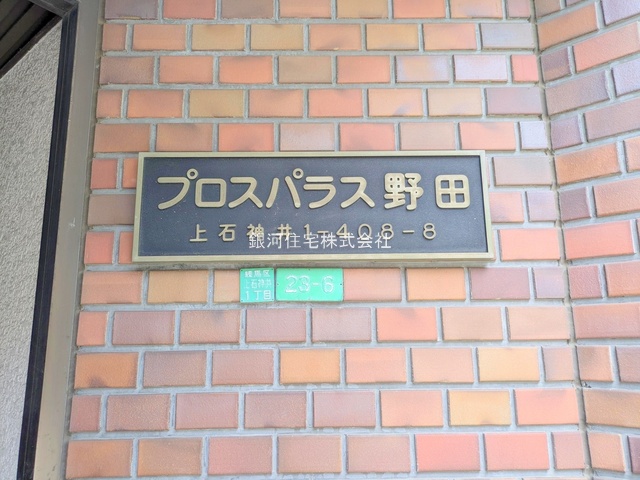 プロスパラス野田
上石神井1-408-8
銀河住宅株式会社
練馬区
上石神井
1丁目
23-6